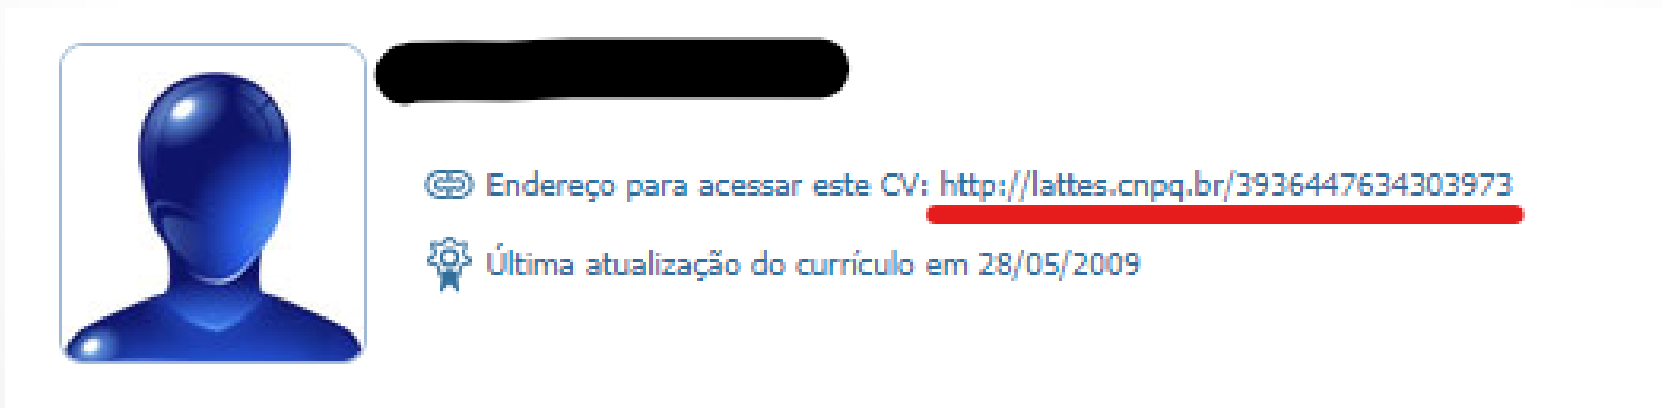 Endereço para acessar este CV: http://lattes.cnpq.br/3936447634303973
Última atualização do currículo em 28/05/2009